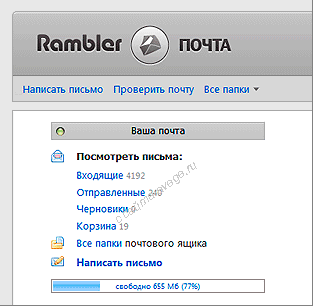 Rambler ПОЧТА
Написать письмо Проверить почту Все папки
Ваша почта
Посмотреть письма:
Входящие 4192
Отправленные
Черновики
Корзина 19
Все папки почтового ящика
Написать письмо
свободно 655 Мб (77%)